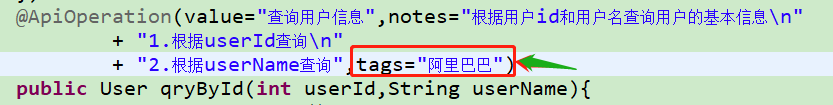 @ApiOperation(value="查询用户信息",notes="根据用户id和用户名查询用户的基本信息\n"
+ "1.根据userId查询\n"
+ "2.根据userName查询",tags="阿里巴巴")
public User qryById(int userId,String userName){